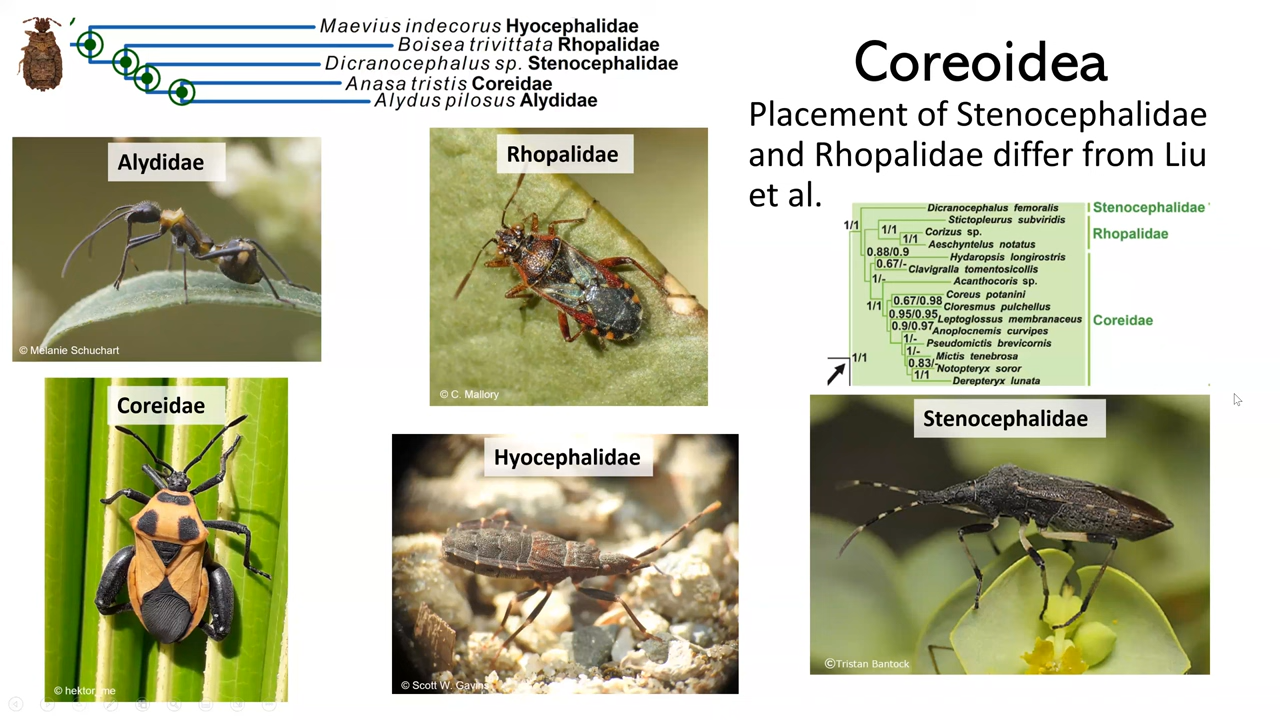 Maevius indecorus Hyocephalidae
Boisea trivittata Rhopalidae
Dicranocephalus sp. Stenocephalidae
Anasa tristis Coreidae
Alydus pilosus Alydidae
Coreoidea
Placement of Stenocephalidae
and Rhopalidae differ from Liu
et al.
Alydidae
© Melanie Schuchart
Rhopalidae
© C. Mallory
Dicranocephalus femoralis
Stictopleurus subviridis
Corizus sp.
Aeschyntelus notatus
Hydaropsis longirostris
Clavigralla tomentosicollis
Acanthocoris sp.
Coreus potanini
Cloresmus pulchellus
Leptoglossus membranaceus
Anoplocnemis curvipes
Pseudomictis brevicornis
Mictis tenebrosa
Notopteryx soror
Derepteryx lunata
1/1
1/1
1/1
0.88/0.9
0.67/-
1/-
1/1
0.67/0.98
0.95/0.95
0.9/0.97
1/-
1/-
0.83/
1/1
1/1
Stenocephalidae
Rhopalidae
Coreidae
Coreidae
© hektor, me
Hyocephalidae
© Scott W. Gavins
Stenocephalidae
©Tristan Bantock